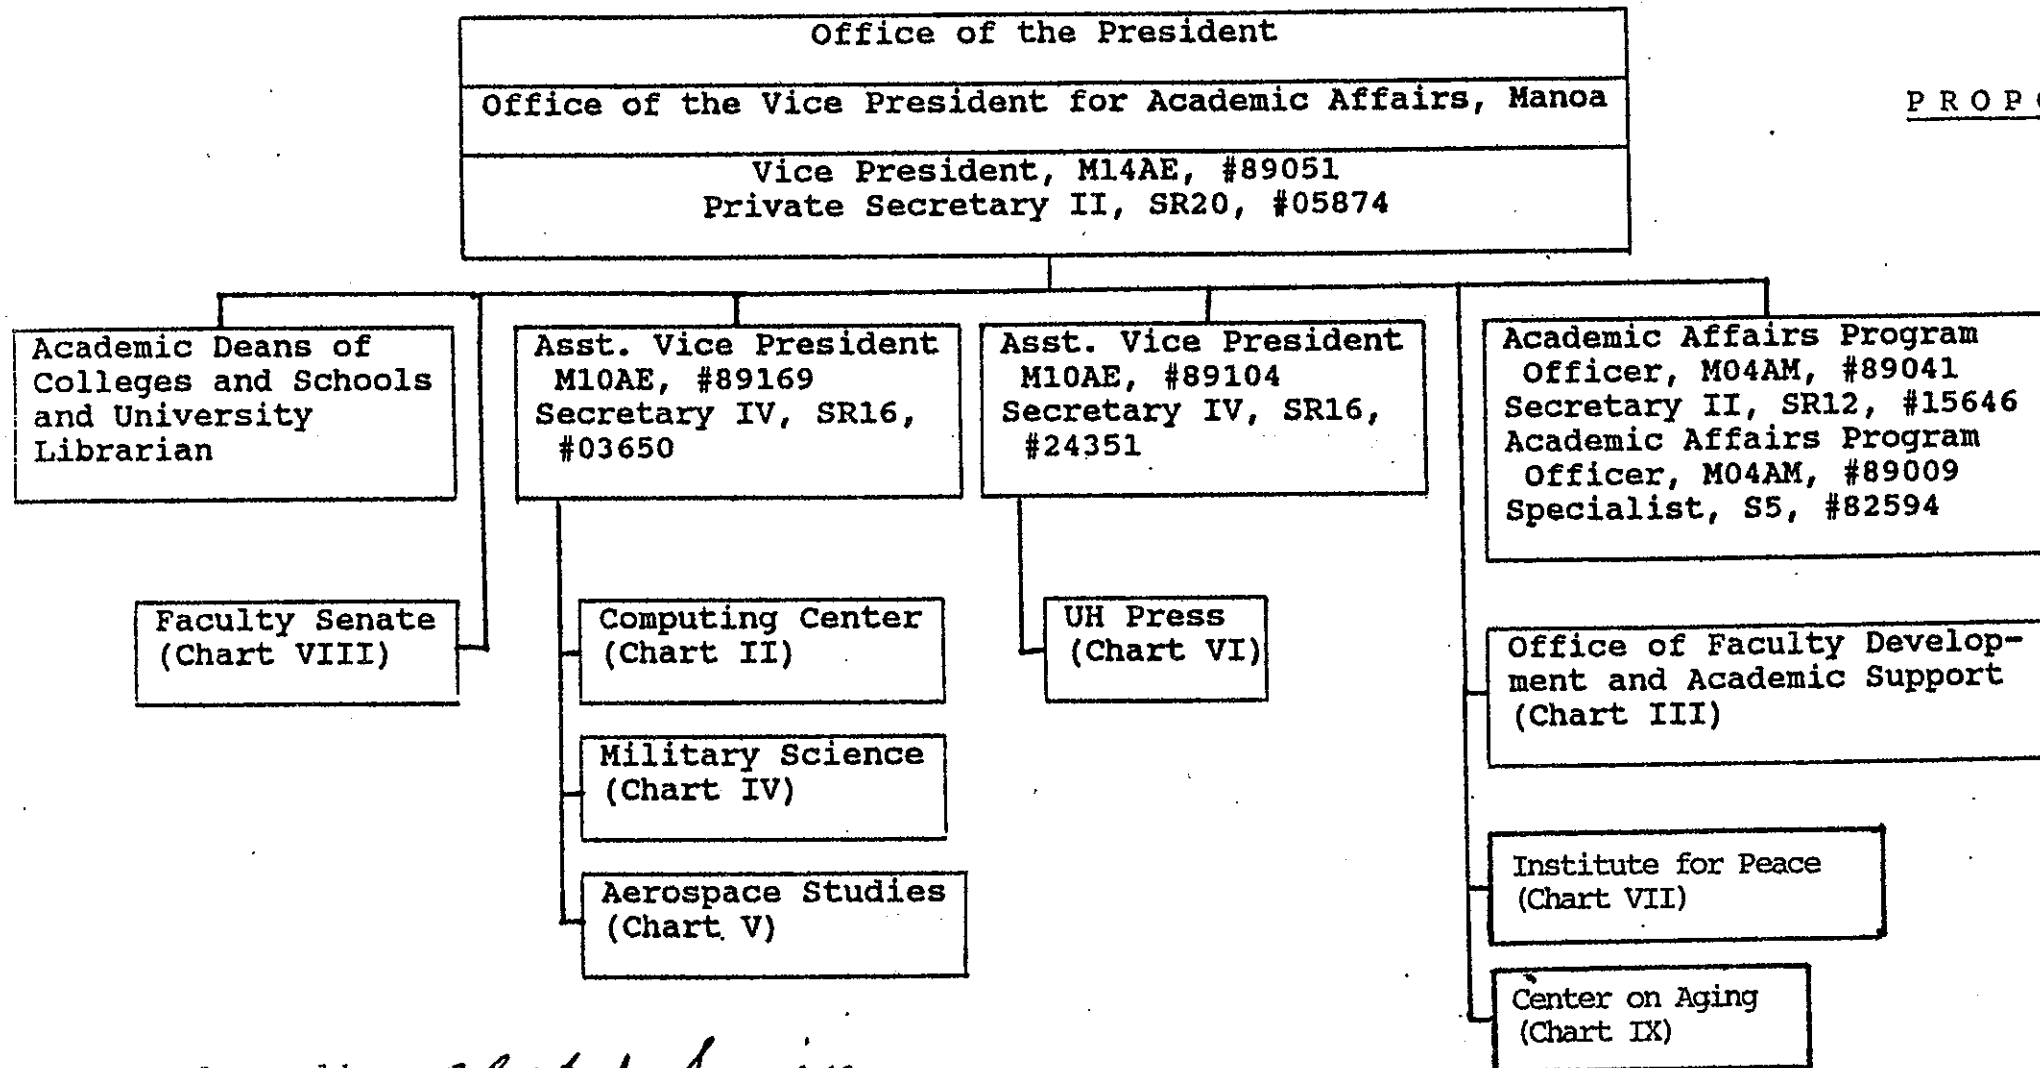 Office of the President
Office of the Vice President for Academic Affairs, Manoa
P R O P
Vice President, M14AE, #89051
Private Secretary II, SR20, #05874
Academic Deans of
Colleges and Schools
and University
Librarian
Asst. Vice President
M10AE, #89169
Secretary IV, SR16,
#03650
Asst. Vice President
M10AE, #89104
Secretary IV, SR16,
#24351
Academic Affairs Program
Officer, M04AM, #89041
Secretary II, SR12, #15646
Academic Affairs Program
Officer, M04AM, #89009
Specialist, S5, #82594
Faculty Senate
(Chart VIII)
Computing Center
(Chart II)
UH Press
(Chart VI)
Office of Faculty Develop-
ment and Academic Support
(Chart III)
Military Science
(Chart IV)
Institute for Peace
(Chart VII)
Aerospace Studies
(Chart V)
Center on Aging
(Chart IX)